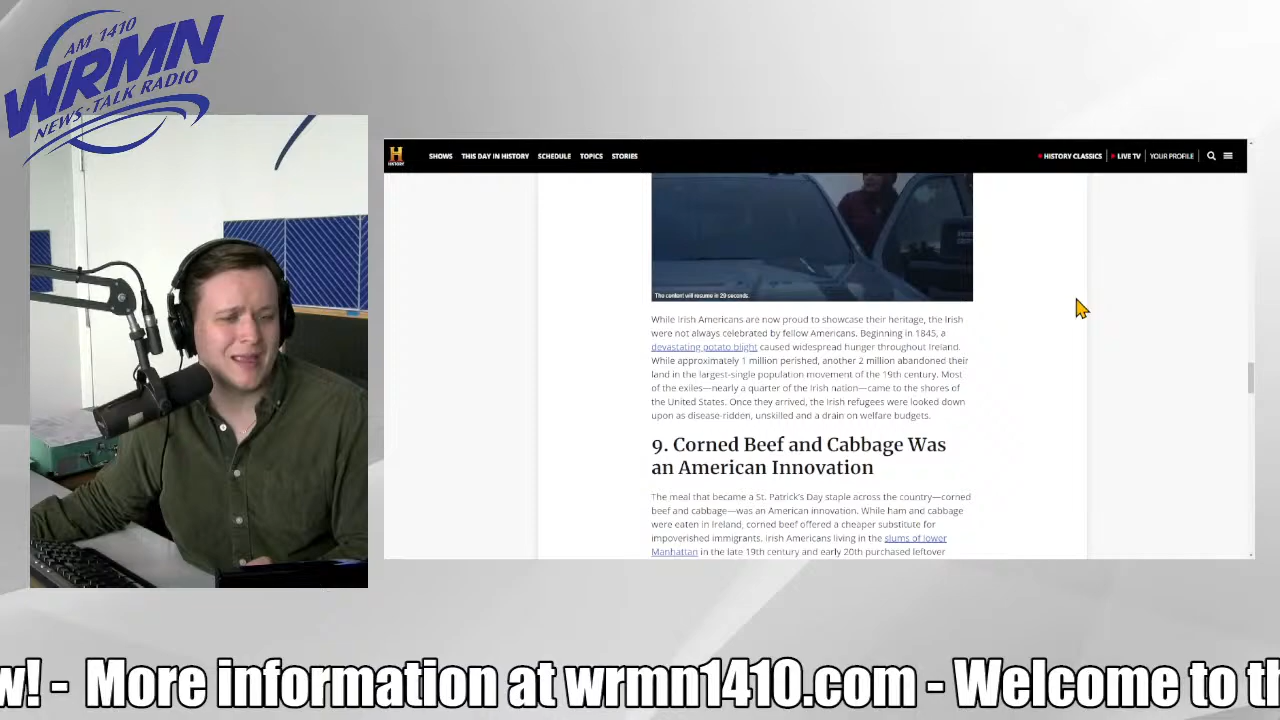 AM 1410
WRMN
NEWS-TALK RADIO
H
HISTORY
SHOWS
THIS DAY IN HISTORY
SCHEDULE
TOPICS
STORIES
HISTORY CLASSICS
LIVE TV
YOUR PROFILE
The content will resume in 29 seconds.
While Irish Americans are now proud to showcase their heritage, the Irish
were not always celebrated by fellow Americans. Beginning in 1845, a
devastating potato blight caused widespread hunger throughout Ireland.
While approximately 1 million perished, another 2 million abandoned their
land in the largest-single population movement of the 19th century. Most
of the exiles—nearly a quarter of the Irish nation—came to the shores of
the United States. Once they arrived, the Irish refugees were looked down
upon as disease-ridden, unskilled and a drain on welfare budgets.
9. Corned Beef and Cabbage Was
an American Innovation
The meal that became a St. Patrick's Day staple across the country—corned
beef and cabbage—was an American innovation. While ham and cabbage
were eaten in Ireland, corned beef offered a cheaper substitute for
impoverished immigrants. Irish Americans living in the slums of lower
Manhattan in the late 19th century and early 20th purchased leftover
w! - More information at wrmn1410.com - Welcome to th